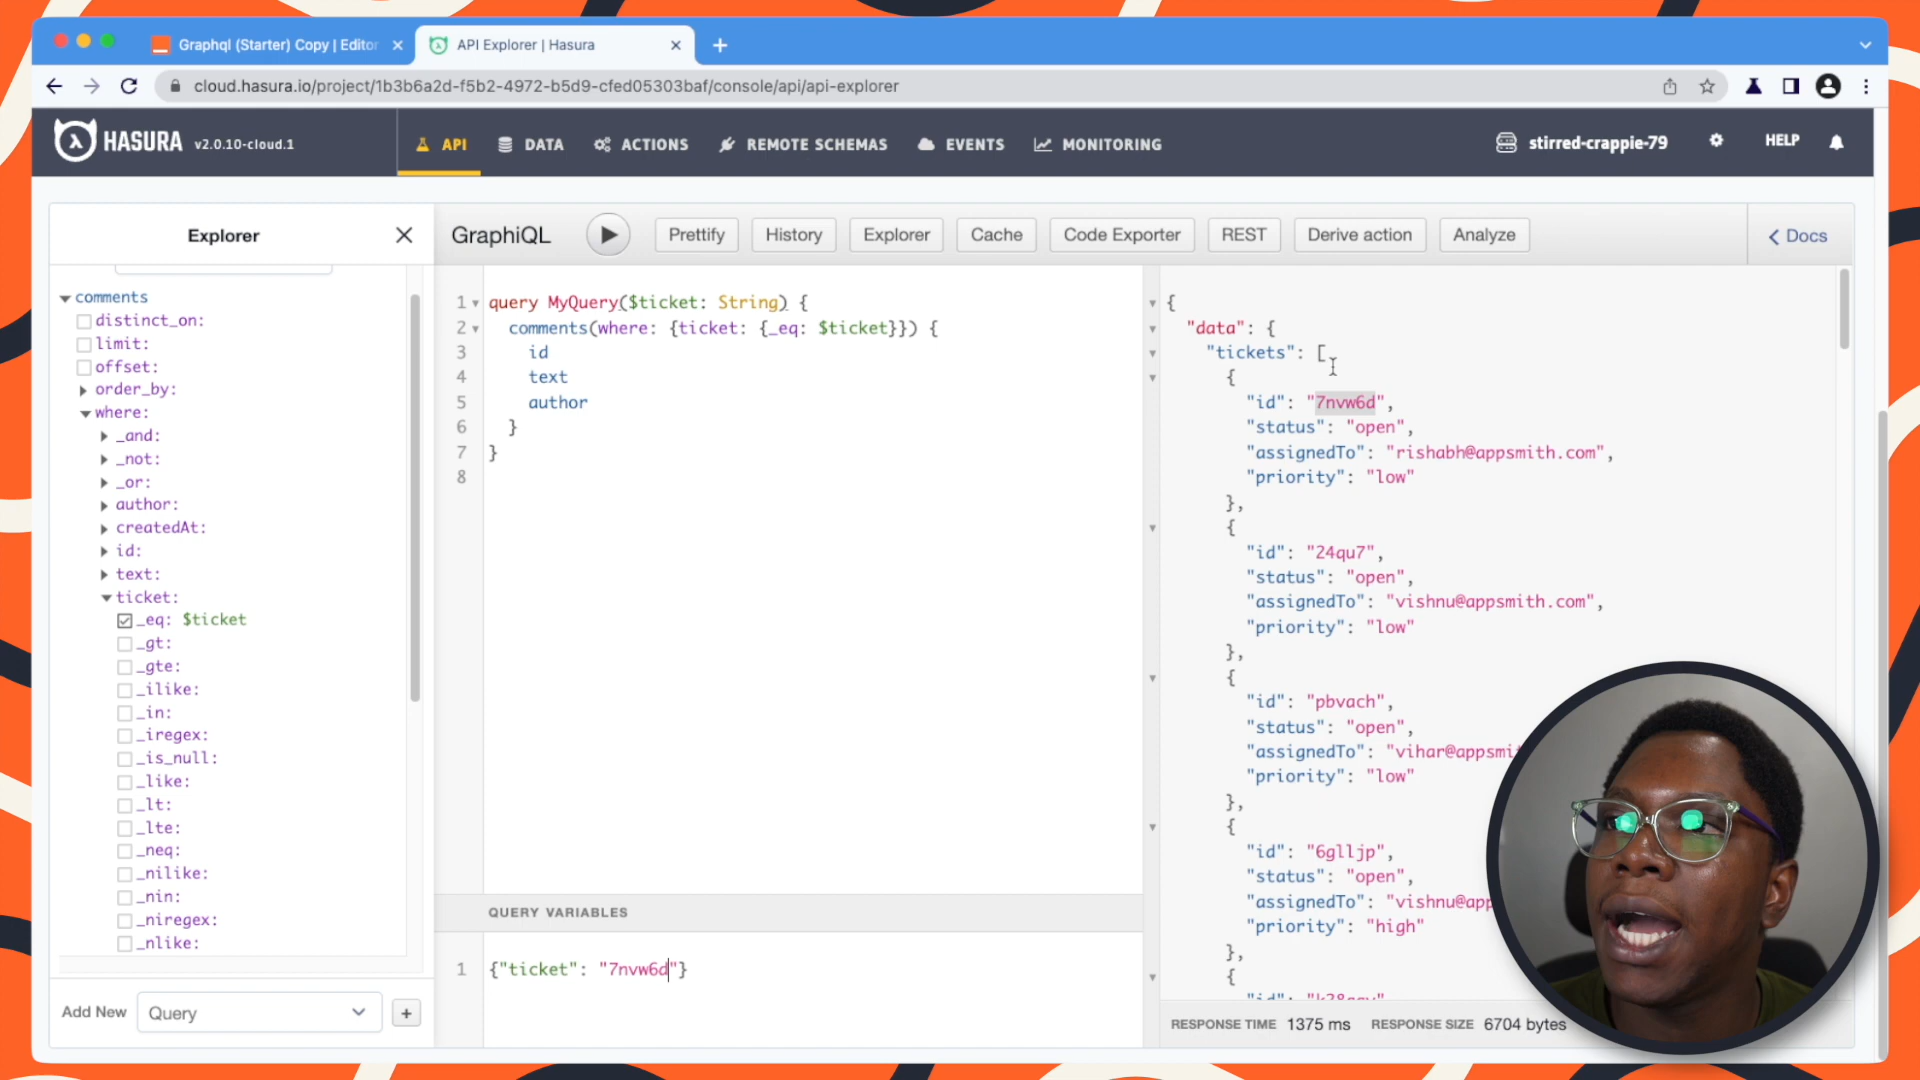 Graphql (Starter) Copy | Editor
API Explorer | Hasura
cloud.hasura.io/project/1b3b6a2d-f5b2-4972-b5d9-cfed05303baf/console/api/api-explorer
HASURA v2.0.10-cloud.1
API
DATA
ACTIONS
REMOTE SCHEMAS
EVENTS
MONITORING
stirred-crappie-79
HELP
Explorer
GraphiQL
Prettify
History
Explorer
Cache
Code Exporter
REST
Derive action
Analyze
Docs
comments
distinct_on:
limit:
offset:
order_by:
where:
_and:
_not:
_or:
author:
createdAt:
id:
text:
ticket:
_eq: $ticket
_gt:
_gte:
_ilike:
_in:
_iregex:
_is_null:
_like:
_lt:
_lte:
_neq:
_nilike:
_nin:
_niregex:
_nlike:
Add New
Query
+
1 query MyQuery($ticket: String) {
2 comments(where: {ticket: {_eq: $ticket}}) {
3 id
4 text
5 author
6 }
7 }
8
QUERY VARIABLES
1 {"ticket": "7nvw6d"}
{
"data": {
"tickets": [
{
"id": "7nvw6d",
"status": "open",
"assignedTo": "rishabh@appsmith.com",
"priority": "low"
},
{
"id": "24qu7",
"status": "open",
"assignedTo": "vishnu@appsmith.com",
"priority": "low"
},
{
"id": "pbvach",
"status": "open",
"assignedTo": "vihar@appsmi
"priority": "low"
},
{
"id": "6glljp",
"status": "open",
"assignedTo": "vishnu@app
"priority": "high"
},
{
RESPONSE TIME 1375 ms RESPONSE SIZE 6704 bytes